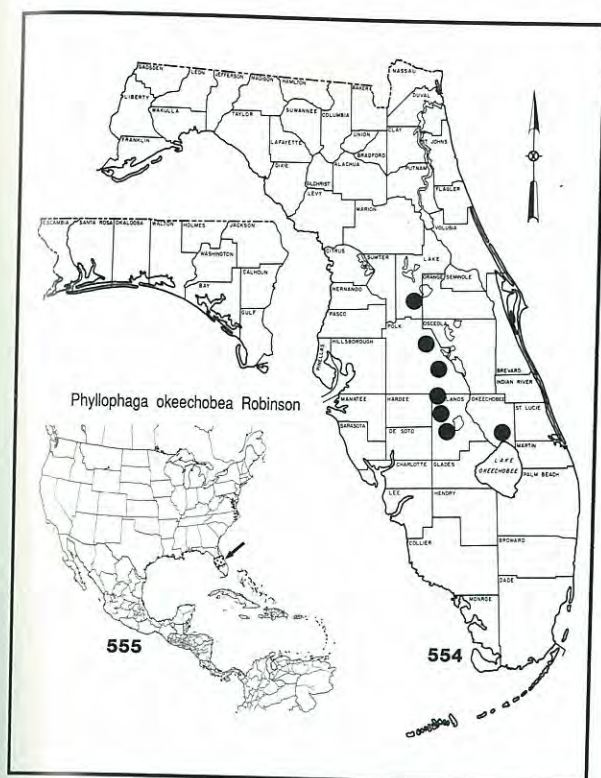 NASSAU
GADSDEN
LEON
JEFFERSON
MADISON
HAMILTON
BAKER
DUVAL
LIBERTY
WAKULLA
TAYLOR
SUWANNEE
COLUMBIA
UNION
CLAY
ST JOHNS
FRANKLIN
LAFAYETTE
BRADFORD
DIXIE
ALACHUA
PUTNAM
GILCHRIST
FLAGLER
LEVY
MARION
VOLUSIA
ESCAMBIA
SANTA ROSA
OKALOOSA
WALTON
HOLMES
JACKSON
WASHINGTON
CALHOUN
BAY
GULF
CITRUS
SUMTER
LAKE
ORANGE
SEMINOLE
HERNANDO
PASCO
POLK
OSCEOLA
BREVARD
HILLSBOROUGH
PINELLAS
INDIAN RIVER
MANATEE
HARDEE
LANDS
OKEECHOBEE
ST LUCIE
SARASOTA
DE SOTO
MARTIN
CHARLOTTE
GLADES
LAKE
OKEECHOBEE
PALM BEACH
LEE
HENDRY
COLLIER
BROWARD
MONROE
DADE
Phyllophaga okeechobea Robinson
555
554